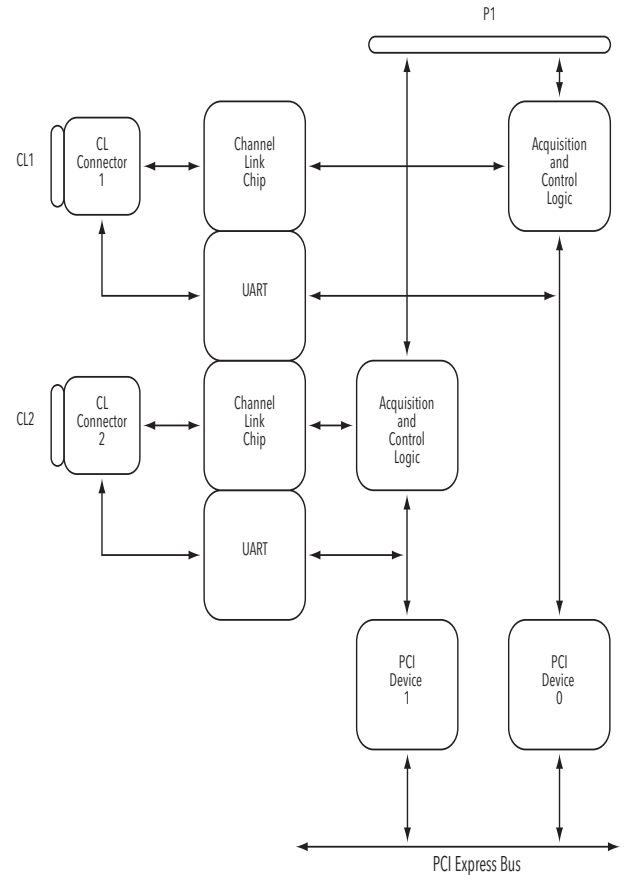 P1
CL1
CL
Connector
1
Channel
Link
Chip
Acquisition
and
Control
Logic
UART
CL2
CL
Connector
2
Channel
Link
Chip
Acquisition
and
Control
Logic
UART
PCI
Device
1
PCI
Device
0
PCI Express Bus